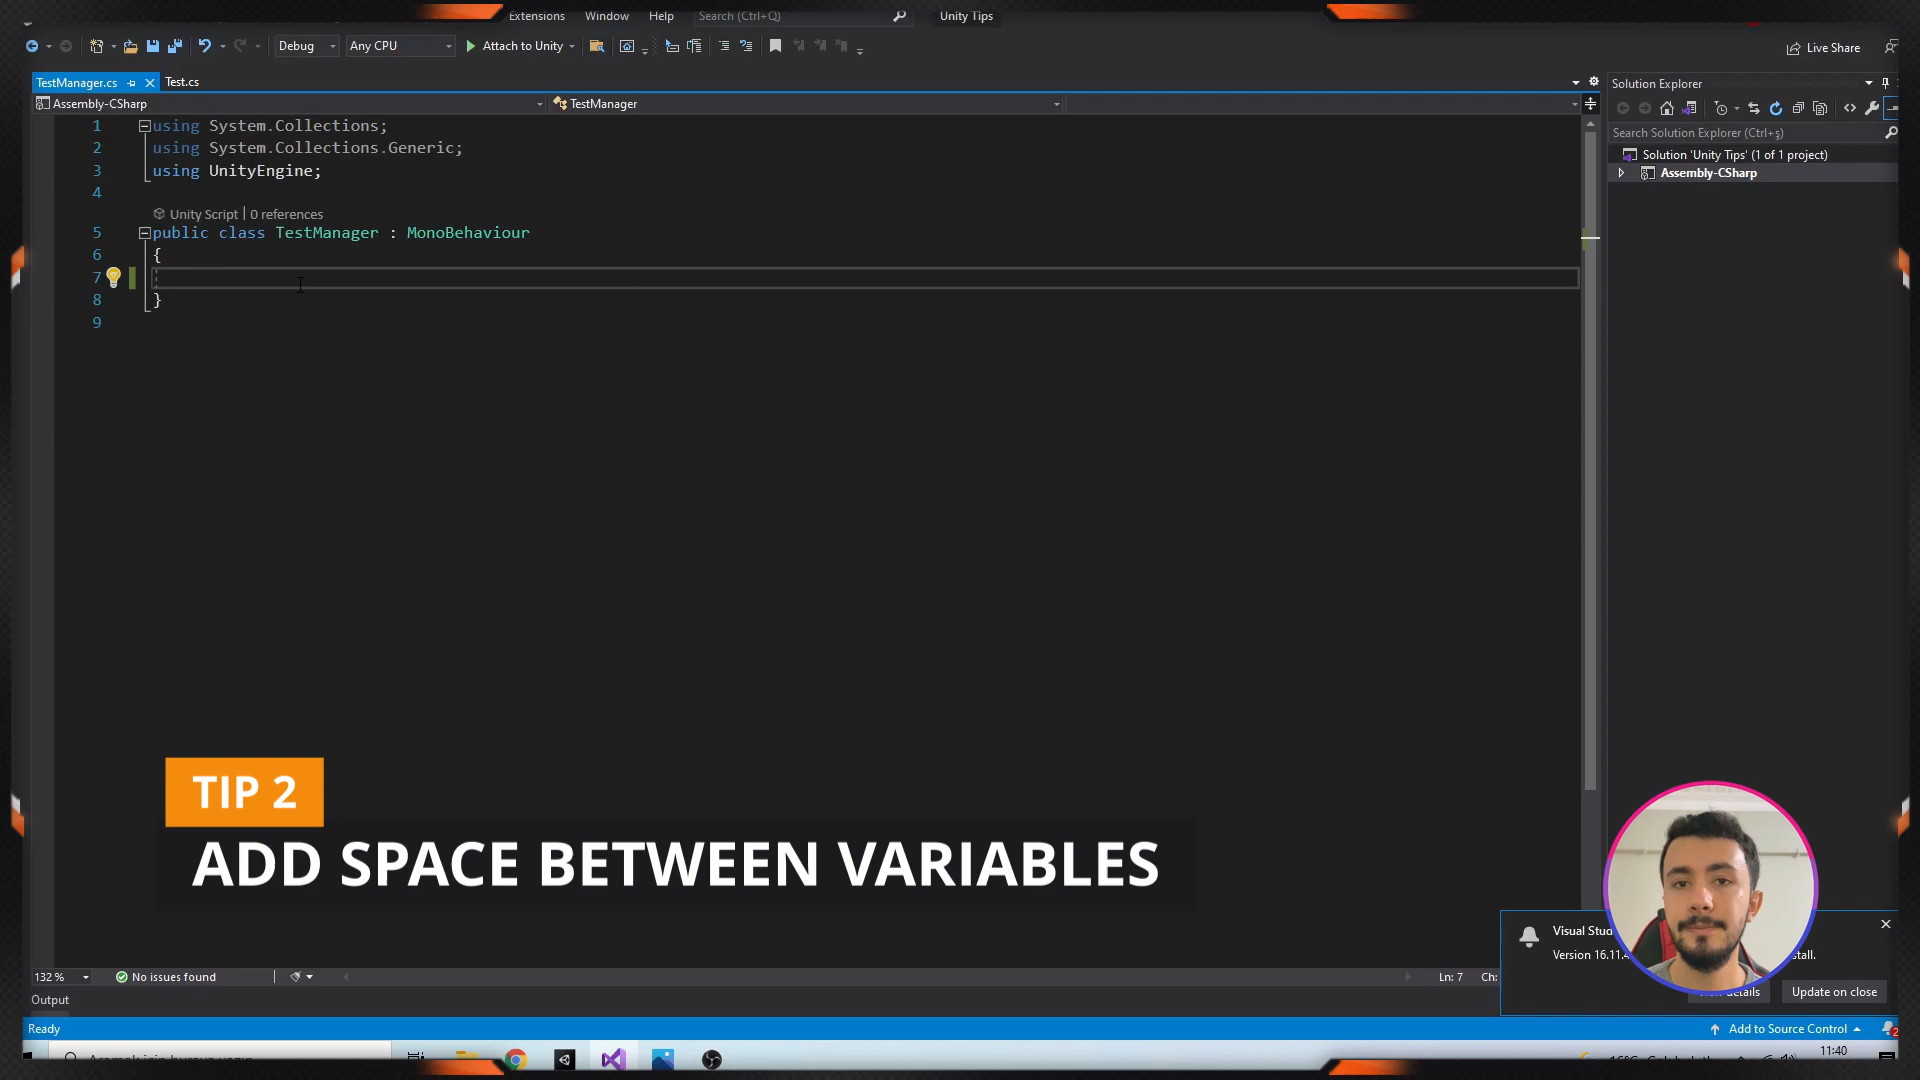 Extensions Window Help Search (Ctrl+Q) Unity Tips
Debug Any CPU Attach to Unity Live Share
TestManager.cs Test.cs
Assembly-CSharp TestManager
1 using System.Collections;
2 using System.Collections.Generic;
3 using UnityEngine;
4
Unity Script | 0 references
5 public class TestManager : MonoBehaviour
6 {
7
8 }
9
Solution Explorer
Search Solution Explorer (Ctrl+ş)
Solution 'Unity Tips' (1 of 1 project)
Assembly-CSharp
TIP 2
ADD SPACE BETWEEN VARIABLES
Visual
Version 16.11.
details Update on close
132 % No issues found Ln: 7 Ch:
Output
Ready Add to Source Control 2
11:40